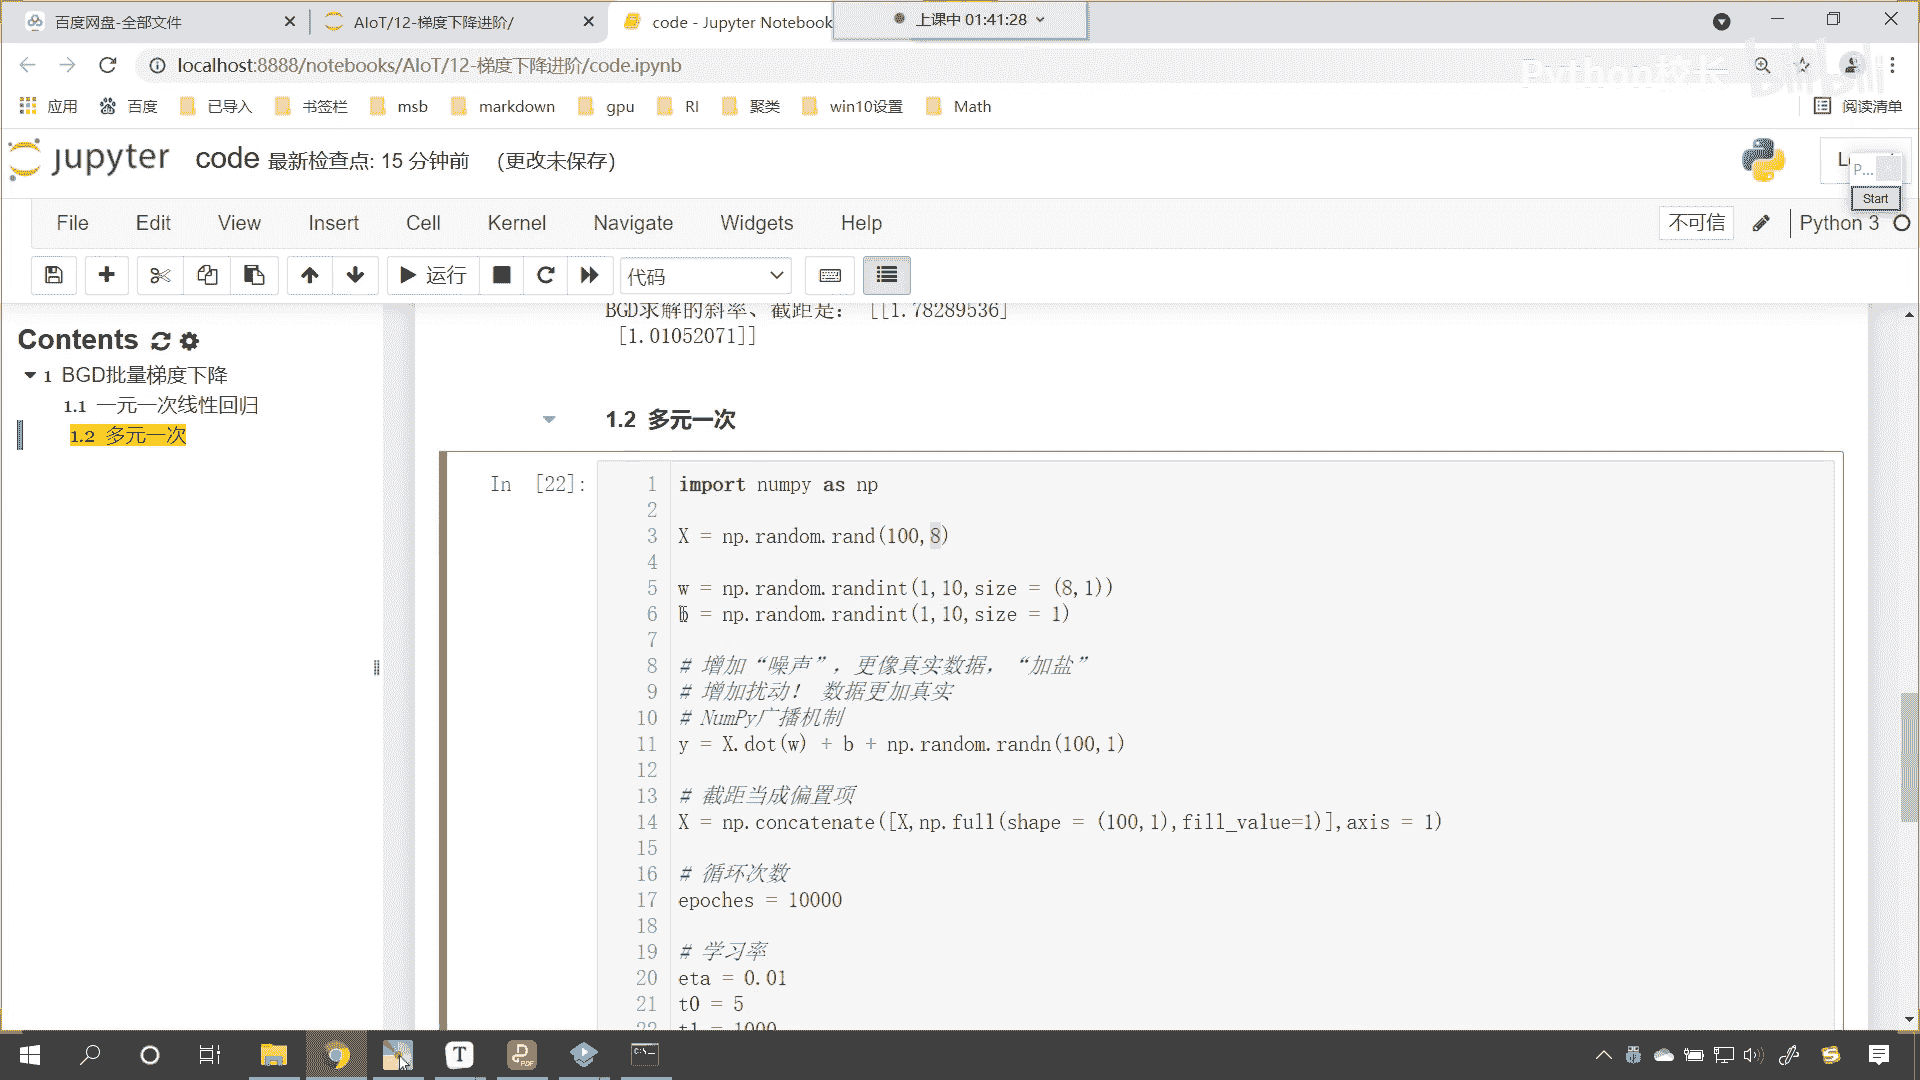 百度网盘-全部文件
AIoT/12-梯度下降进阶/
code - Jupyter Notebook
上课中 01:41:28
localhost:8888/notebooks/AIoT/12-梯度下降进阶/code.ipynb
Python校长
bilibili
应用 百度 已导入 书签栏 msb markdown gpu RI 聚类 win10设置 Math 阅读清单
jupyter code 最新检查点: 15 分钟前 (更改未保存)
P...
Start
File Edit View Insert Cell Kernel Navigate Widgets Help 不可信 Python 3
运行 代码
Contents
1 BGD批量梯度下降
1.1 一元一次线性回归
1.2 多元一次
BGD求解的斜率、截距是: [[1.78289536]
[1.01052071]]
1.2 多元一次
In [22]:
1 import numpy as np
2
3 X = np.random.rand(100,8)
4
5 w = np.random.randint(1,10,size = (8,1))
6 b = np.random.randint(1,10,size = 1)
7
8 # 增加“噪声”，更像真实数据，“加盐”
9 # 增加扰动！ 数据更加真实
10 # NumPy广播机制
11 y = X.dot(w) + b + np.random.randn(100,1)
12
13 # 截距当成偏置项
14 X = np.concatenate([X,np.full(shape = (100,1),fill_value=1)],axis = 1)
15
16 # 循环次数
17 epoches = 10000
18
19 # 学习率
20 eta = 0.01
21 t0 = 5
22 t1 = 1000